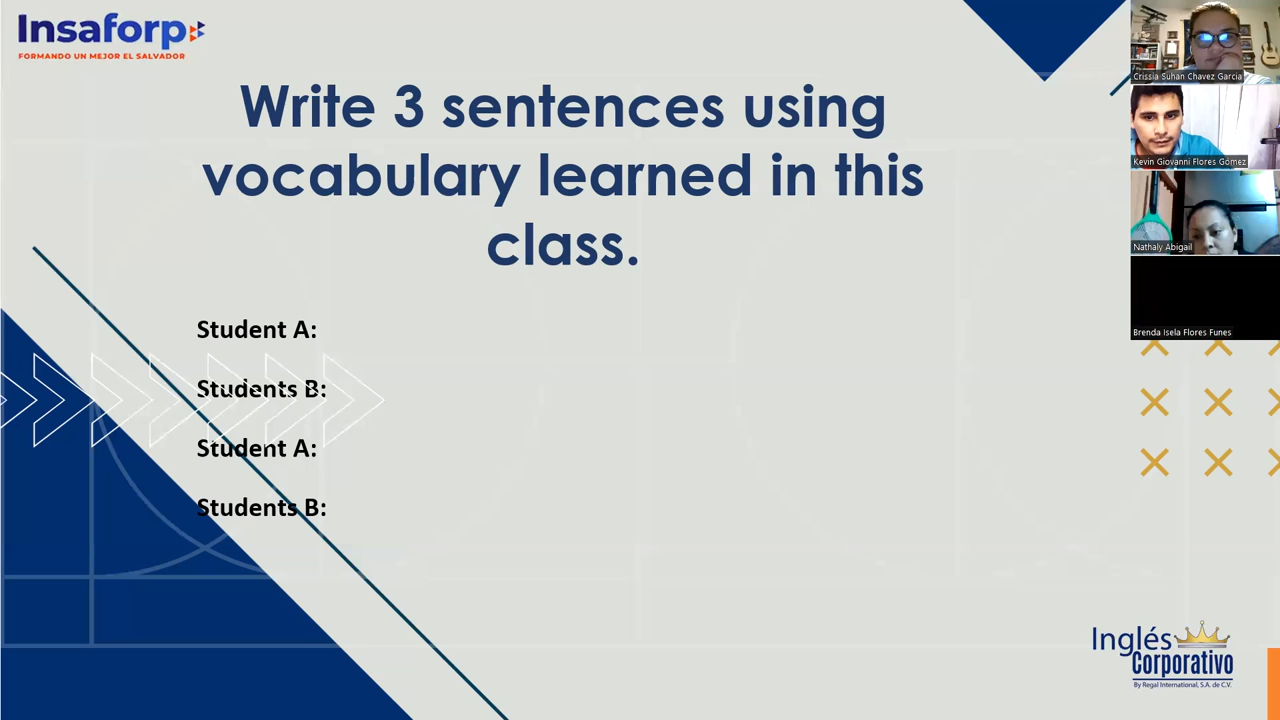 Insaforp
FORMANDO UN MEJOR EL SALVADOR
Write 3 sentences using
vocabulary learned in this
class.
Student A:
Students B:
Student A:
Students B:
Crissia Suhan Chavez Garcia
Kevin Giovanni Flores Gómez
Nathaly Abigail
Brenda Isela Flores Funes
Inglés
Corporativo
By Regal International, S.A. de C.V.